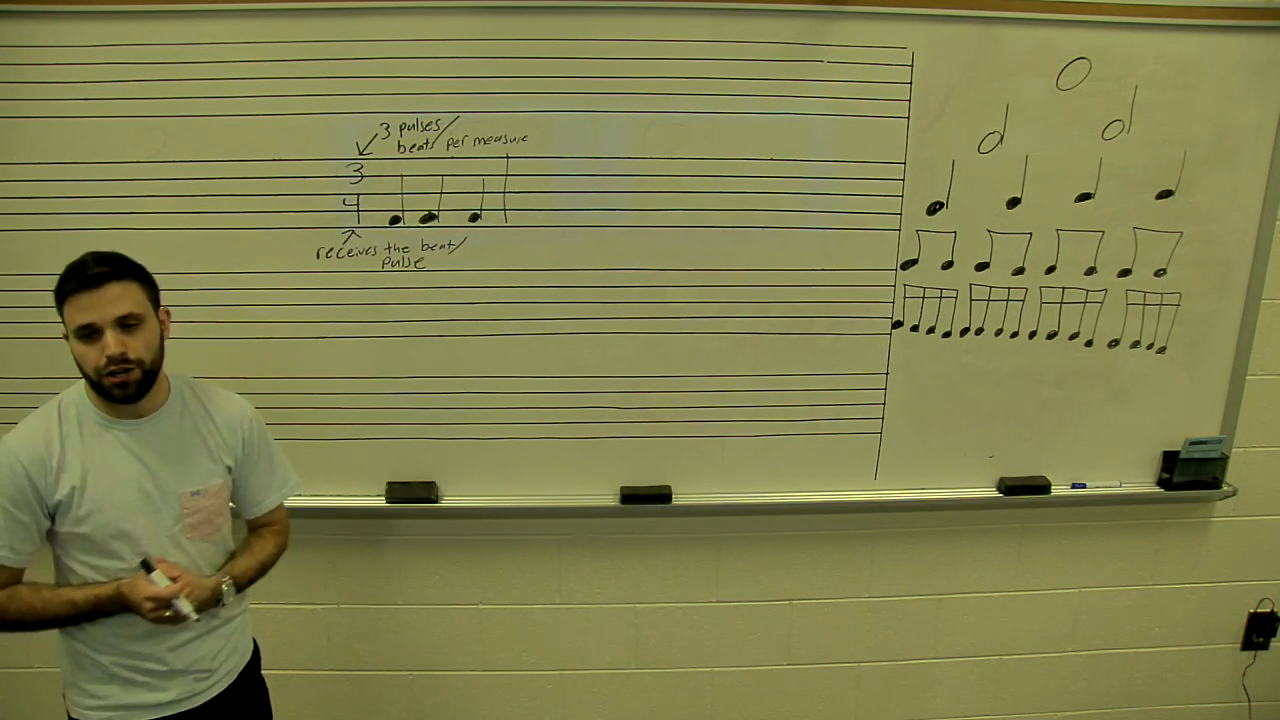 3 pulses/
beats per measure
3
4
receives the beat/
pulse